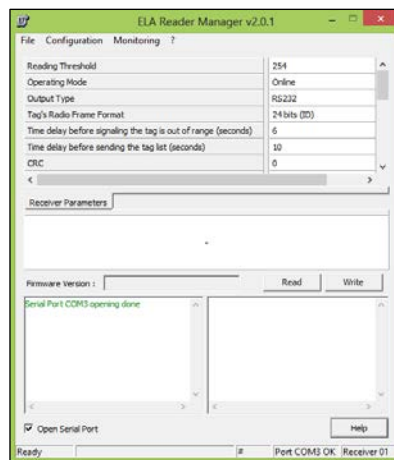 ELA Reader Manager v2.0.1
File Configuration Monitoring ?
Reading Threshold 254
Operating Mode Online
Output Type RS232
Tag's Radio Frame Format 24 bits (ID)
Time delay before signaling the tag is out of range (seconds) 6
Time delay before sending the tag list (seconds) 10
CRC 0
Receiver Parameters
-
Firmware Version :
Read Write
Serial Port COM3 opening done
Open Serial Port
Help
Ready # Port COM3 OK Receiver 01